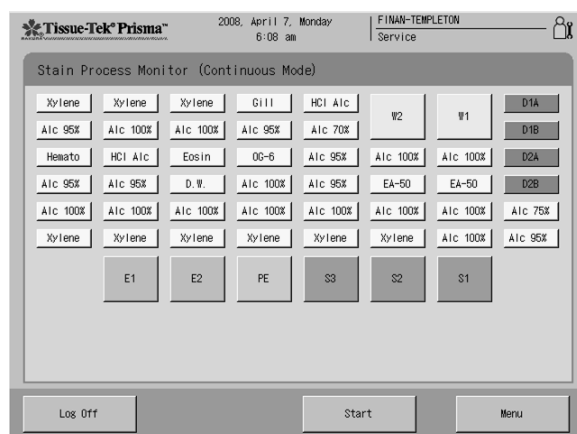 Tissue-Tek® Prisma™
2008, April 7, Monday
6:08 am
FINAN-TEMPLETON
Service
Stain Process Monitor (Continuous Mode)
Xylene Xylene Xylene Gill HCl Alc W2 W1 D1A
Alc 95% Alc 100% Alc 100% Alc 95% Alc 70% D1B
Hemato HCl Alc Eosin OG-6 Alc 95% Alc 100% Alc 100% D2A
Alc 95% Alc 95% D.W. Alc 100% Alc 95% EA-50 EA-50 D2B
Alc 100% Alc 100% Alc 100% Alc 100% Alc 100% Alc 100% Alc 100% Alc 75%
Xylene Xylene Xylene Xylene Xylene Xylene Alc 100% Alc 95%
E1 E2 PE S3 S2 S1
Log Off Start Menu